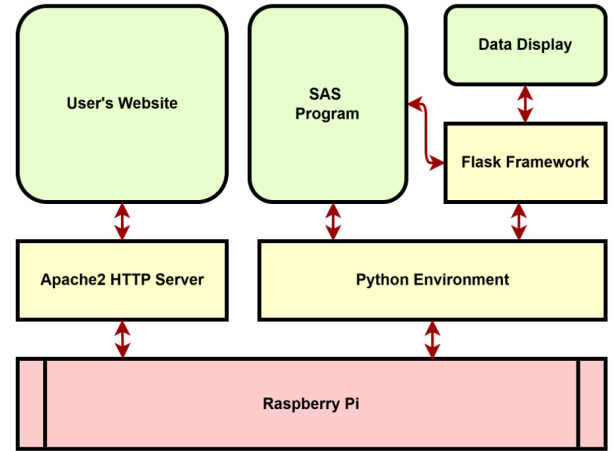 User's Website
SAS
Program
Data Display
Flask Framework
Apache2 HTTP Server
Python Environment
Raspberry Pi